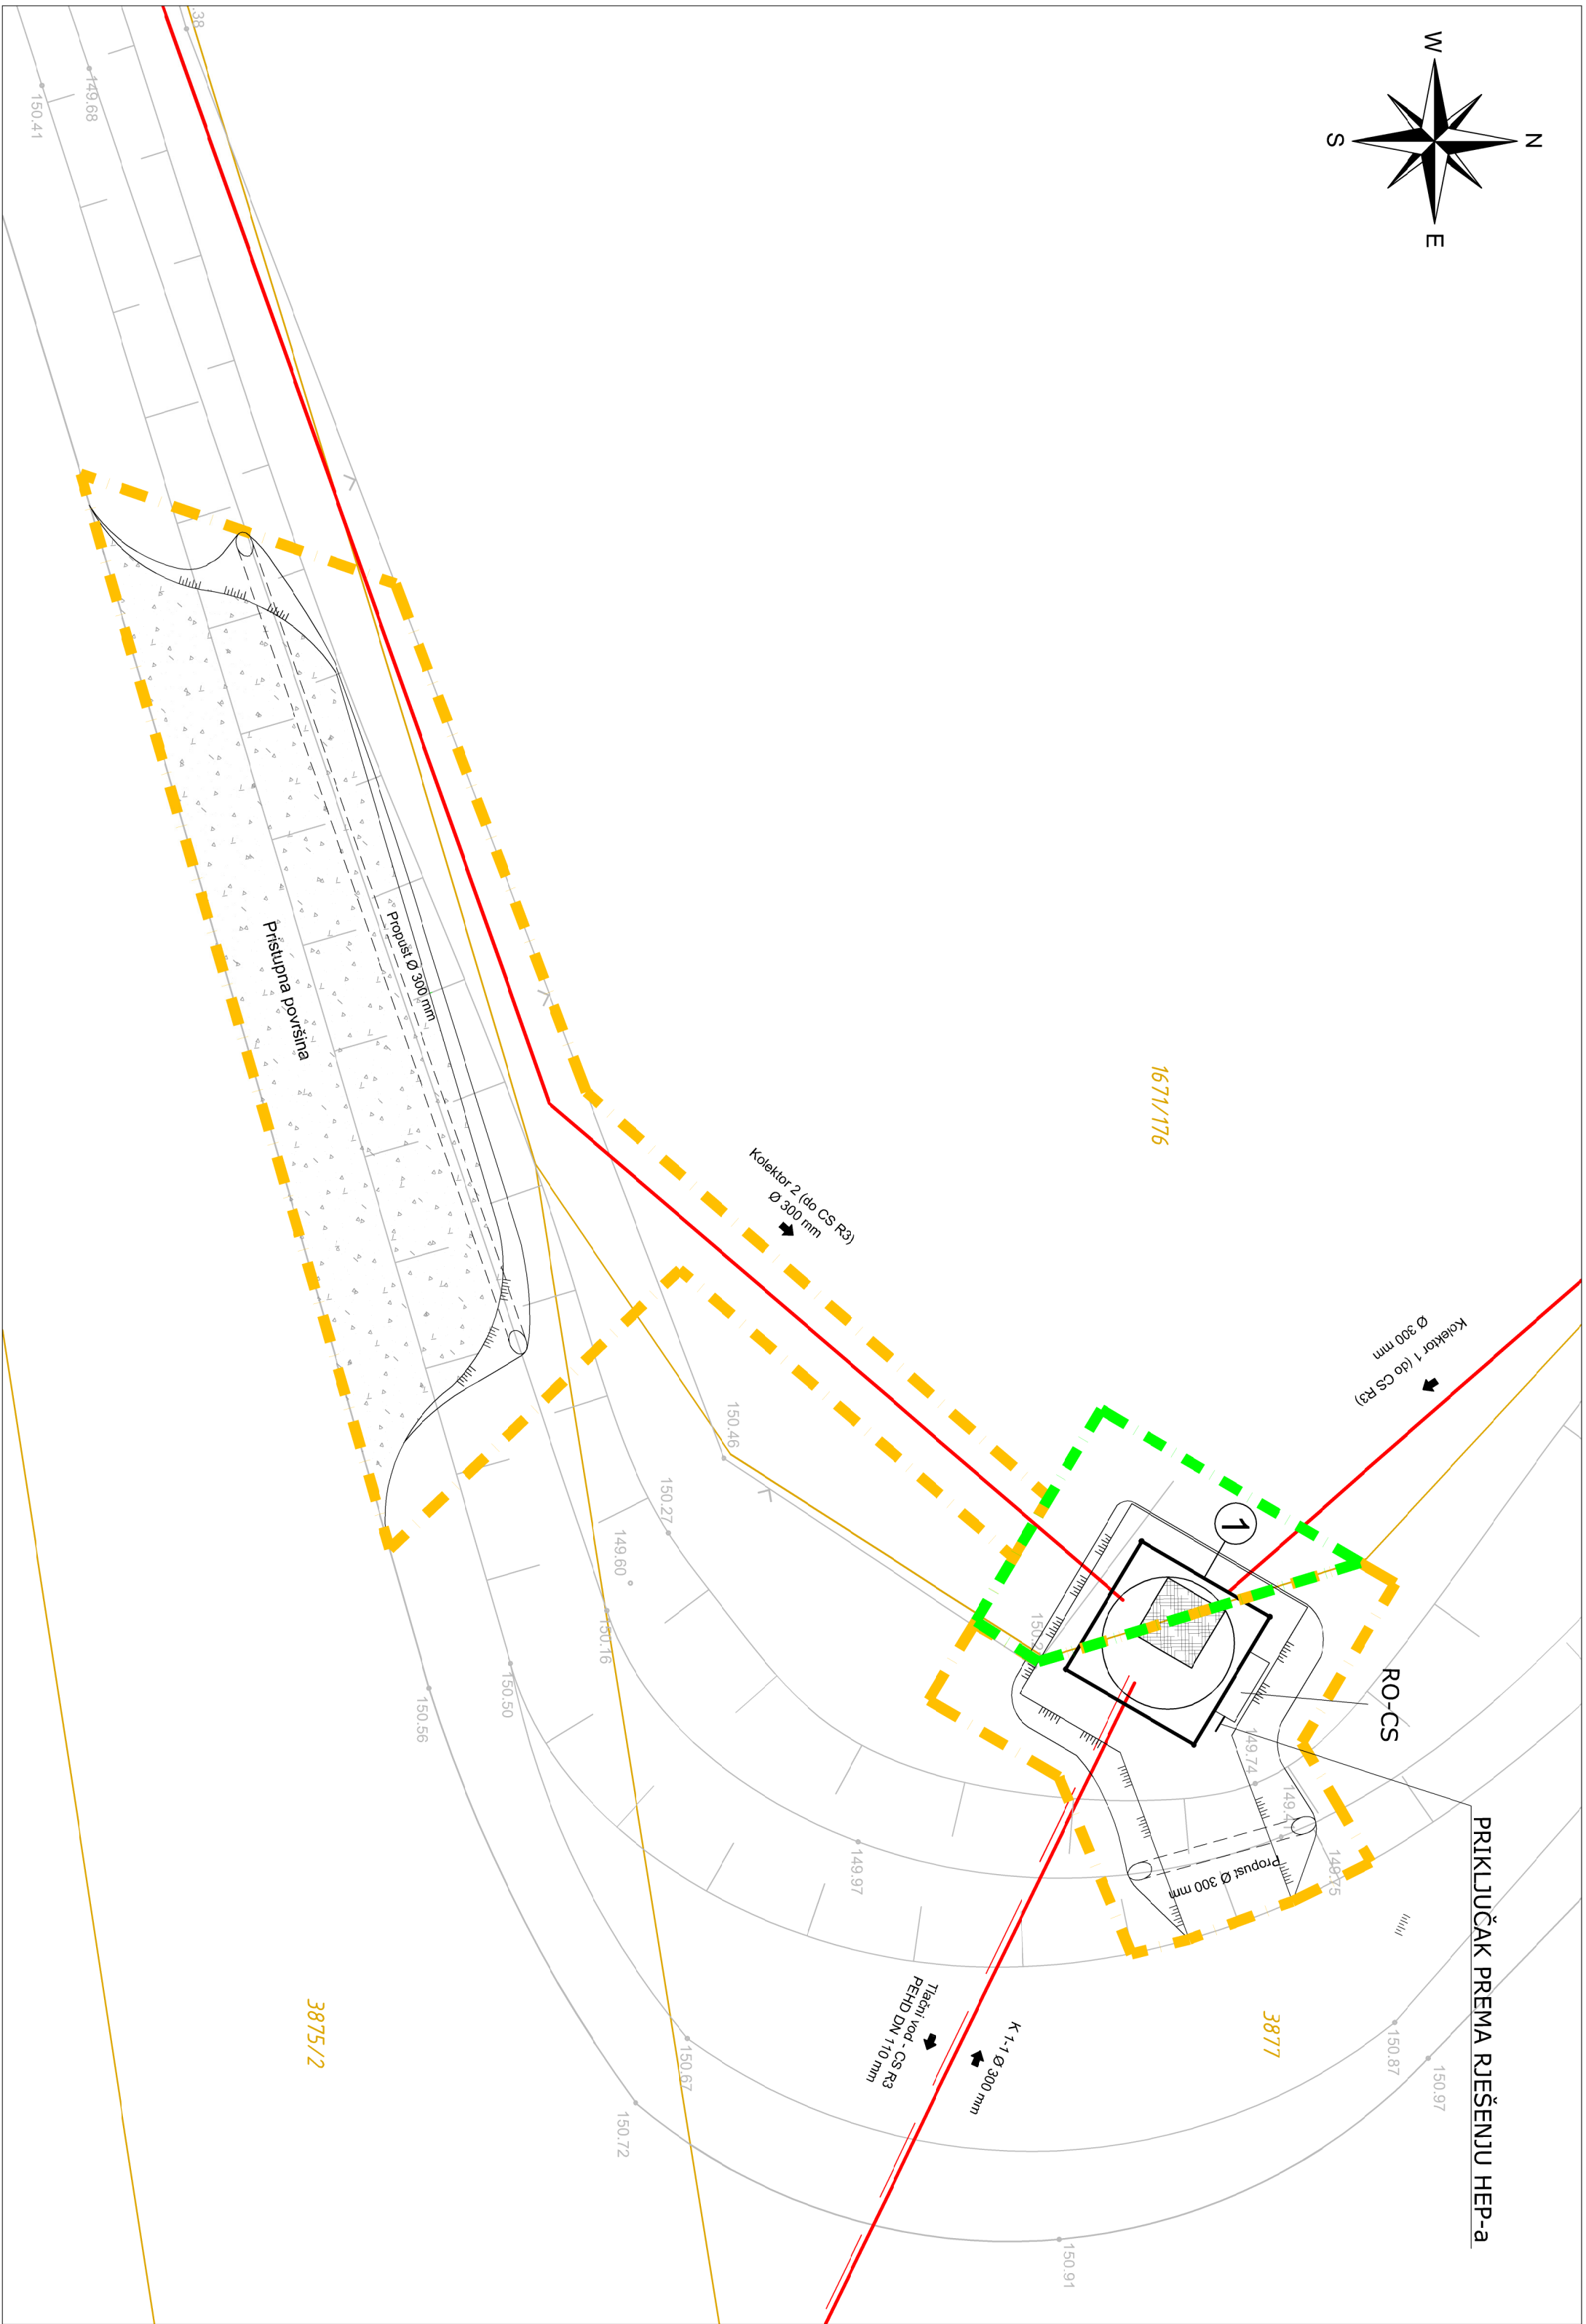 N
W
E
S
PRIKLJUČAK PREMA RJEŠENJU HEP-a
RO-CS
1
Kolektor 1 (do CS R3)
Ø 300 mm
1671/176
Kolektor 2 (do CS R3)
Ø 300 mm
Propust Ø 300 mm
Pristupna površina
Propust Ø 300 mm
K 1-1 Ø 300 mm
Tlačni vod - CS R3
PEHD DN 110 mm
3877
3875/2
149.68
150.41
150.46
150.27
149.60
150.16
150.50
150.56
149.74
149.75
149.97
150.87
150.97
150.67
150.72
150.91